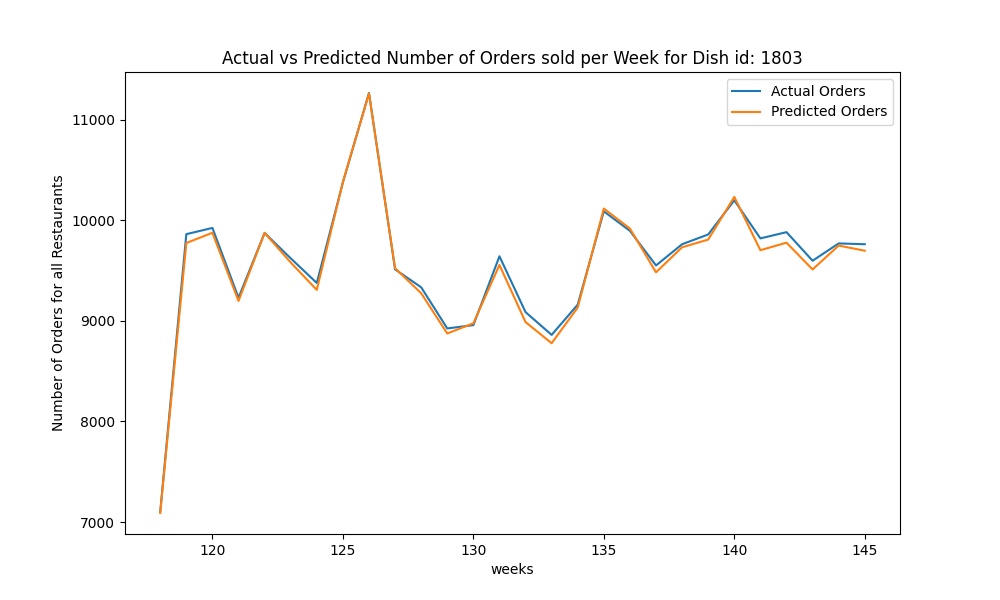 Actual vs Predicted Number of Orders sold per Week for Dish id: 1803
Actual Orders
Predicted Orders
Number of Orders for all Restaurants
11000
10000
9000
8000
7000
120 125 130 135 140 145
weeks